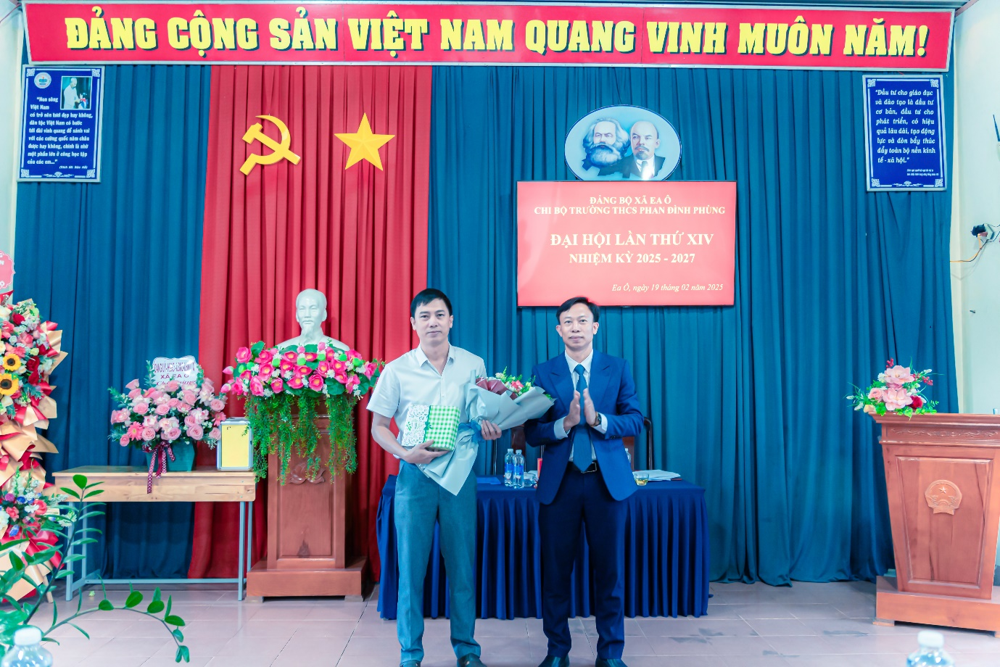 ĐẢNG CỘNG SẢN VIỆT NAM QUANG VINH MUÔN NĂM!
"Non sông
Việt Nam
có trở nên tươi đẹp hay không,
dân tộc Việt Nam có bước
tới đài vinh quang để sánh vai
với các cường quốc năm châu
được hay không, chính là nhờ
một phần lớn ở công học tập
của các em..."
"Đầu tư cho giáo dục
và đào tạo là đầu tư
cơ bản, đầu tư cho
phát triển, có hiệu
quả lâu dài, tạo động
lực và đòn bẩy thúc
đẩy toàn bộ nền kinh
tế - xã hội."
ĐẢNG BỘ XÃ EA Ô
CHI BỘ TRƯỜNG THCS PHAN ĐÌNH PHÙNG
ĐẠI HỘI LẦN THỨ XIV
NHIỆM KỲ 2025 - 2027
Ea Ô, ngày 19 tháng 02 năm 2025
XÃ EA Ô